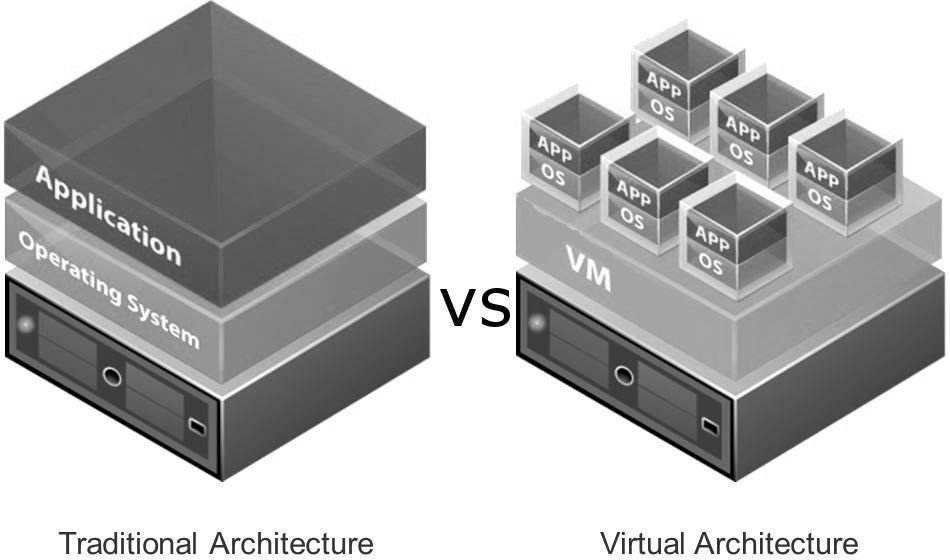 Application
Operating System
vs
APP
OS
APP
OS
APP
OS
APP
OS
APP
OS
APP
OS
VM
Traditional Architecture
Virtual Architecture